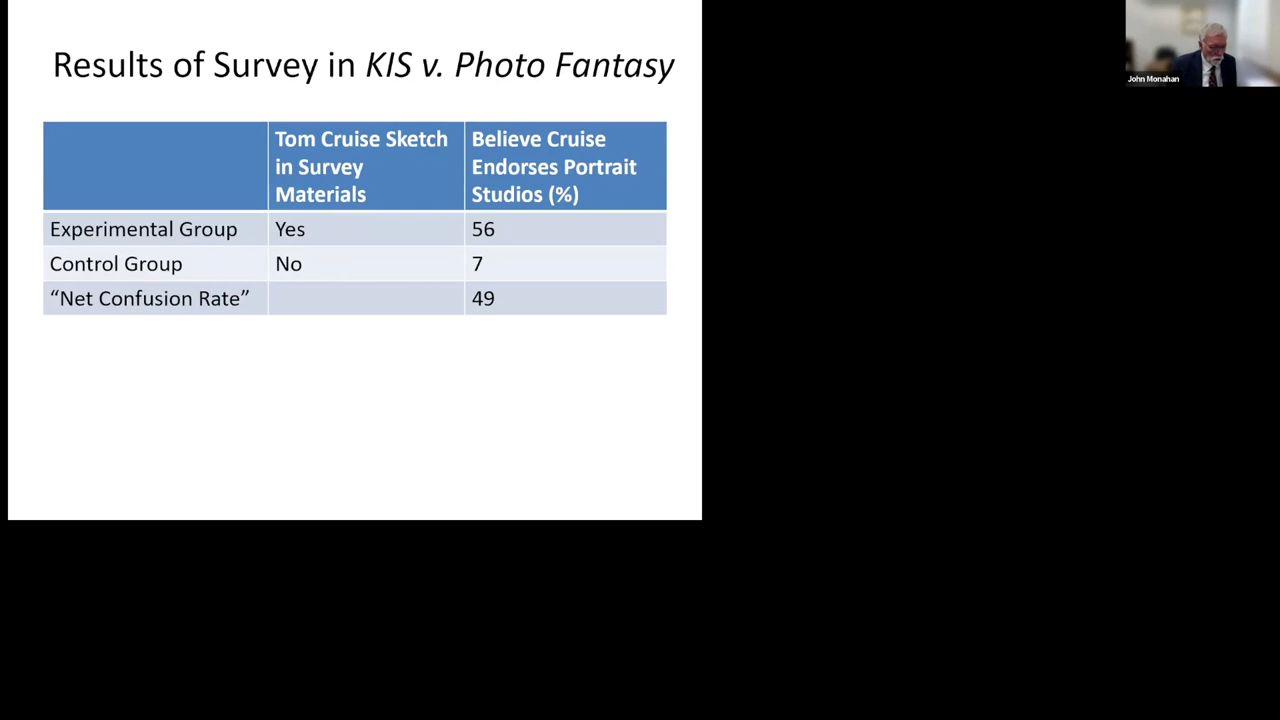 Results of Survey in KIS v. Photo Fantasy
Tom Cruise Sketch in Survey Materials
Believe Cruise Endorses Portrait Studios (%)
Experimental Group Yes 56
Control Group No 7
“Net Confusion Rate” 49
John Monahan